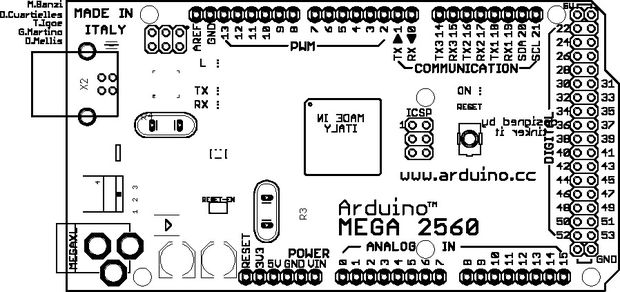 M.Banzi
D.Cuartielles
T.Igoe
G.Martino
D.Mellis
MADE IN
ITALY
X2
AREF
GND
13
12
11
10
9
8
7
6
5
4
3
2
1
0
PWM
TX
RX
TX3 14
RX3 15
TX2 16
RX2 17
TX1 18
RX1 19
SDA 20
SCL 21
COMMUNICATION
5V
22
24
26
28
30 31
32 33
34 35
36 37
38 39
40 41
42 43
44 45
46 47
48 49
50 51
52 53
GND
DIGITAL
L :
TX :
RX :
MADE IN
ITALY
ICSP
1
ON :
RESET
designed by
tinker it
www.arduino.cc
4
1 2 3
RESET-EN
R3
Arduino™
MEGA 2560
MEGAXL
POWER
RESET
3V3
5V
GND
VIN
ANALOG IN
0
1
2
3
4
5
6
7
8
9
10
11
12
13
14
15